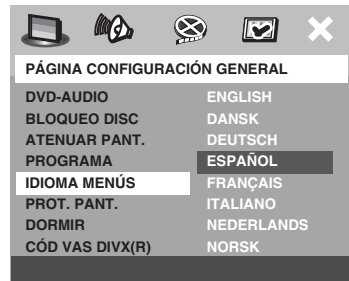 PÁGINA CONFIGURACIÓN GENERAL
DVD-AUDIO ENGLISH
BLOQUEO DISC DANSK
ATENUAR PANT. DEUTSCH
PROGRAMA ESPAÑOL
IDIOMA MENÚS FRANÇAIS
PROT. PANT. ITALIANO
DORMIR NEDERLANDS
CÓD VAS DIVX(R) NORSK